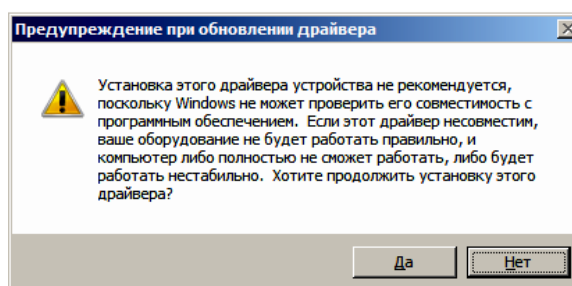 Предупреждение при обновлении драйвера
Установка этого драйвера устройства не рекомендуется,
поскольку Windows не может проверить его совместимость с
программным обеспечением. Если этот драйвер несовместим,
ваше оборудование не будет работать правильно, и
компьютер либо полностью не сможет работать, либо будет
работать нестабильно. Хотите продолжить установку этого
драйвера?
Да
Нет